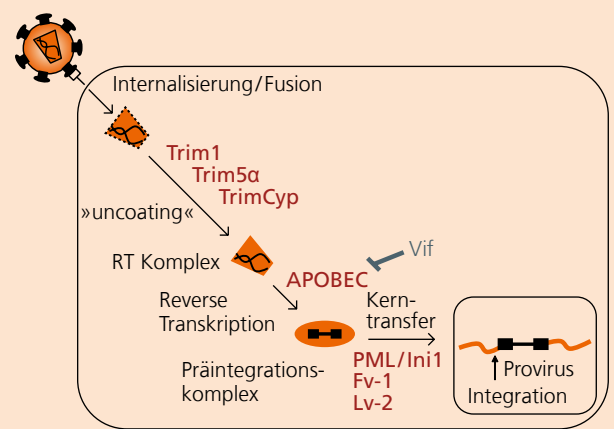 Internalisierung/Fusion
Trim1
Trim5α
TrimCyp
»uncoating«
RT Komplex
Vif
APOBEC
Reverse
Transkription
Kern-
transfer
Präintegrations-
komplex
PML/Ini1
Fv-1
Lv-2
Provirus
Integration